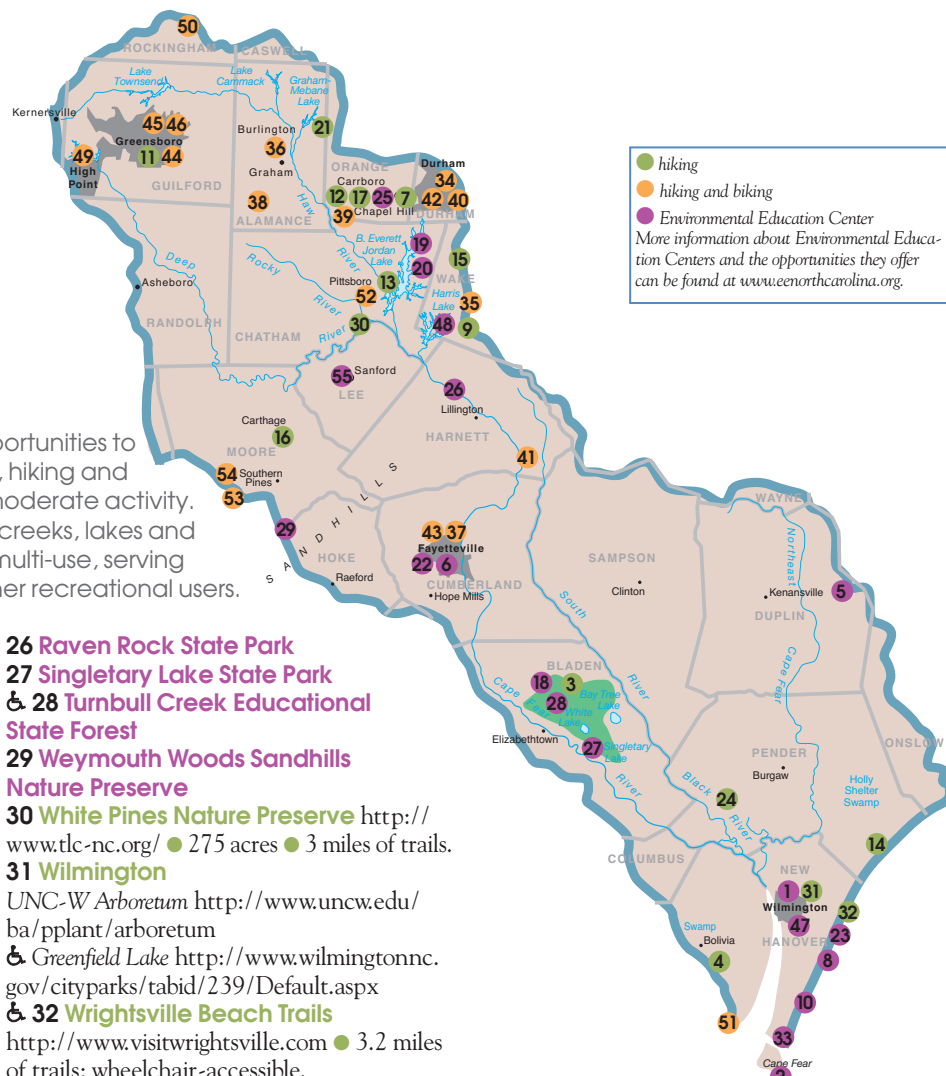 50
ROCKINGHAM
CASWELL
Lake
Townsend
Lake
Cammack
Graham-
Mebane
Lake
Kernersville
45 46
Greensboro
11 44
49
High
Point
GUILFORD
21
Burlington
36
Graham
38
ALAMANCE
Haw
River
ORANGE
Carrboro
12 17 25 7
39 Chapel Hill
Durham
34
42 40
DURHAM
hiking
hiking and biking
Environmental Education Center
More information about Environmental Educa-
tion Centers and the opportunities they offer
can be found at www.eenorthcarolina.org.
B. Everett
Jordan
Lake
19
20
15
WAKE
Deep
River
Rocky
River
Asheboro
Pittsboro 13
52
Harris
Lake
35
48 9
30
RANDOLPH
CHATHAM
55 Sanford
LEE
26
Lillington
HARNETT
Carthage
16
MOORE
54 Southern
Pines
53
41
29
SANDHILLS
HOKE
Raeford
43 37
Fayetteville
22 6
CUMBERLAND
Hope Mills
SAMPSON
Clinton
WAYNE
Northeast
Cape Fear
Kenansville 5
DUPLIN
South
River
BLADEN
18 3
28
Bay Tree
Lake
White
Lake
Cape
Fear
River
Elizabethtown
27 Singletary
Lake
PENDER
Burgaw
ONSLOW
Black
River
24
Holly
Shelter
Swamp
14
COLUMBUS
NEW
1 31
Wilmington
47
HANOVER
32
23
8
Swamp
Bolivia
4
10
51
33
Cape Fear
2
portunities to
, hiking and
moderate activity.
creeks, lakes and
multi-use, serving
her recreational users.
26 Raven Rock State Park
27 Singletary Lake State Park
♿ 28 Turnbull Creek Educational
State Forest
29 Weymouth Woods Sandhills
Nature Preserve
30 White Pines Nature Preserve http://
www.tlc-nc.org/ ● 275 acres ● 3 miles of trails.
31 Wilmington
UNC-W Arboretum http://www.uncw.edu/
ba/pplant/arboretum
♿ Greenfield Lake http://www.wilmingtonnc.
gov/cityparks/tabid/239/Default.aspx
♿ 32 Wrightsville Beach Trails
http://www.visitwrightsville.com ● 3.2 miles
of trails; wheelchair-accessible.